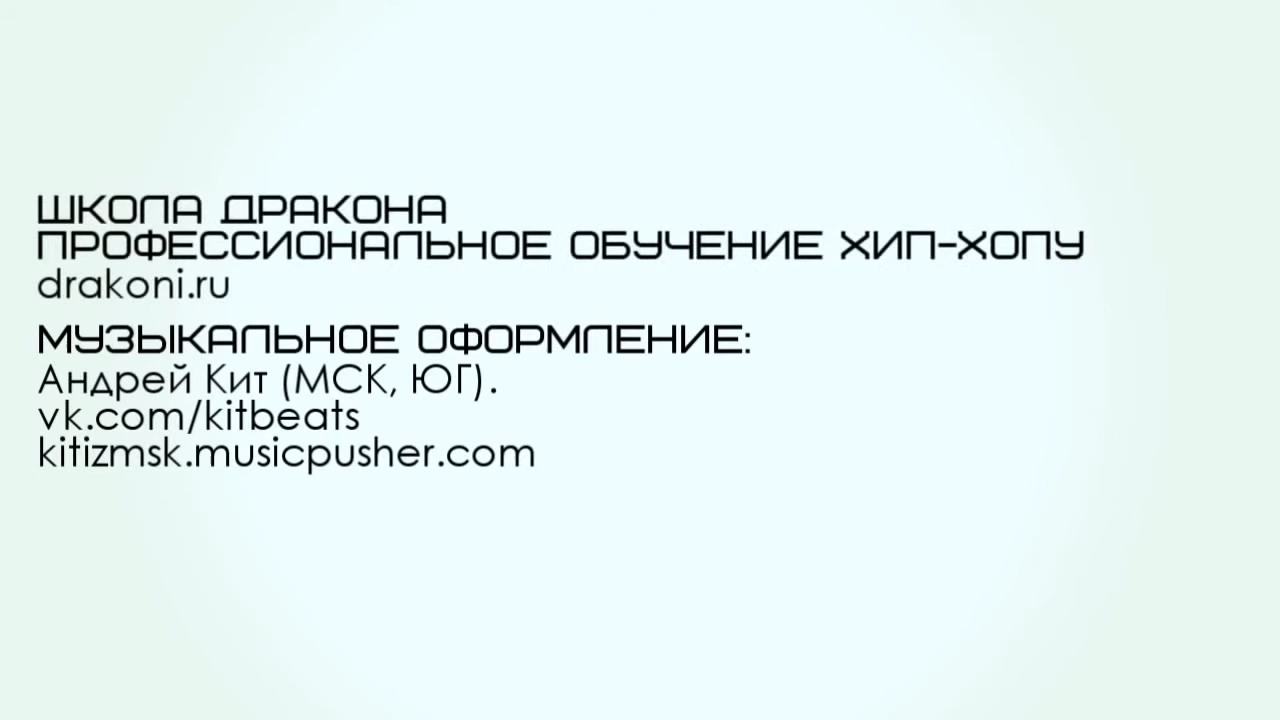 ШКОЛА ДРАКОНА
ПРОФЕССИОНАЛЬНОЕ ОБУЧЕНИЕ ХИП-ХОПУ
drakoni.ru
МУЗЫКАЛЬНОЕ ОФОРМЛЕНИЕ:
Андрей Кит (МСК, ЮГ).
vk.com/kitbeats
kitizmsk.musicpusher.com